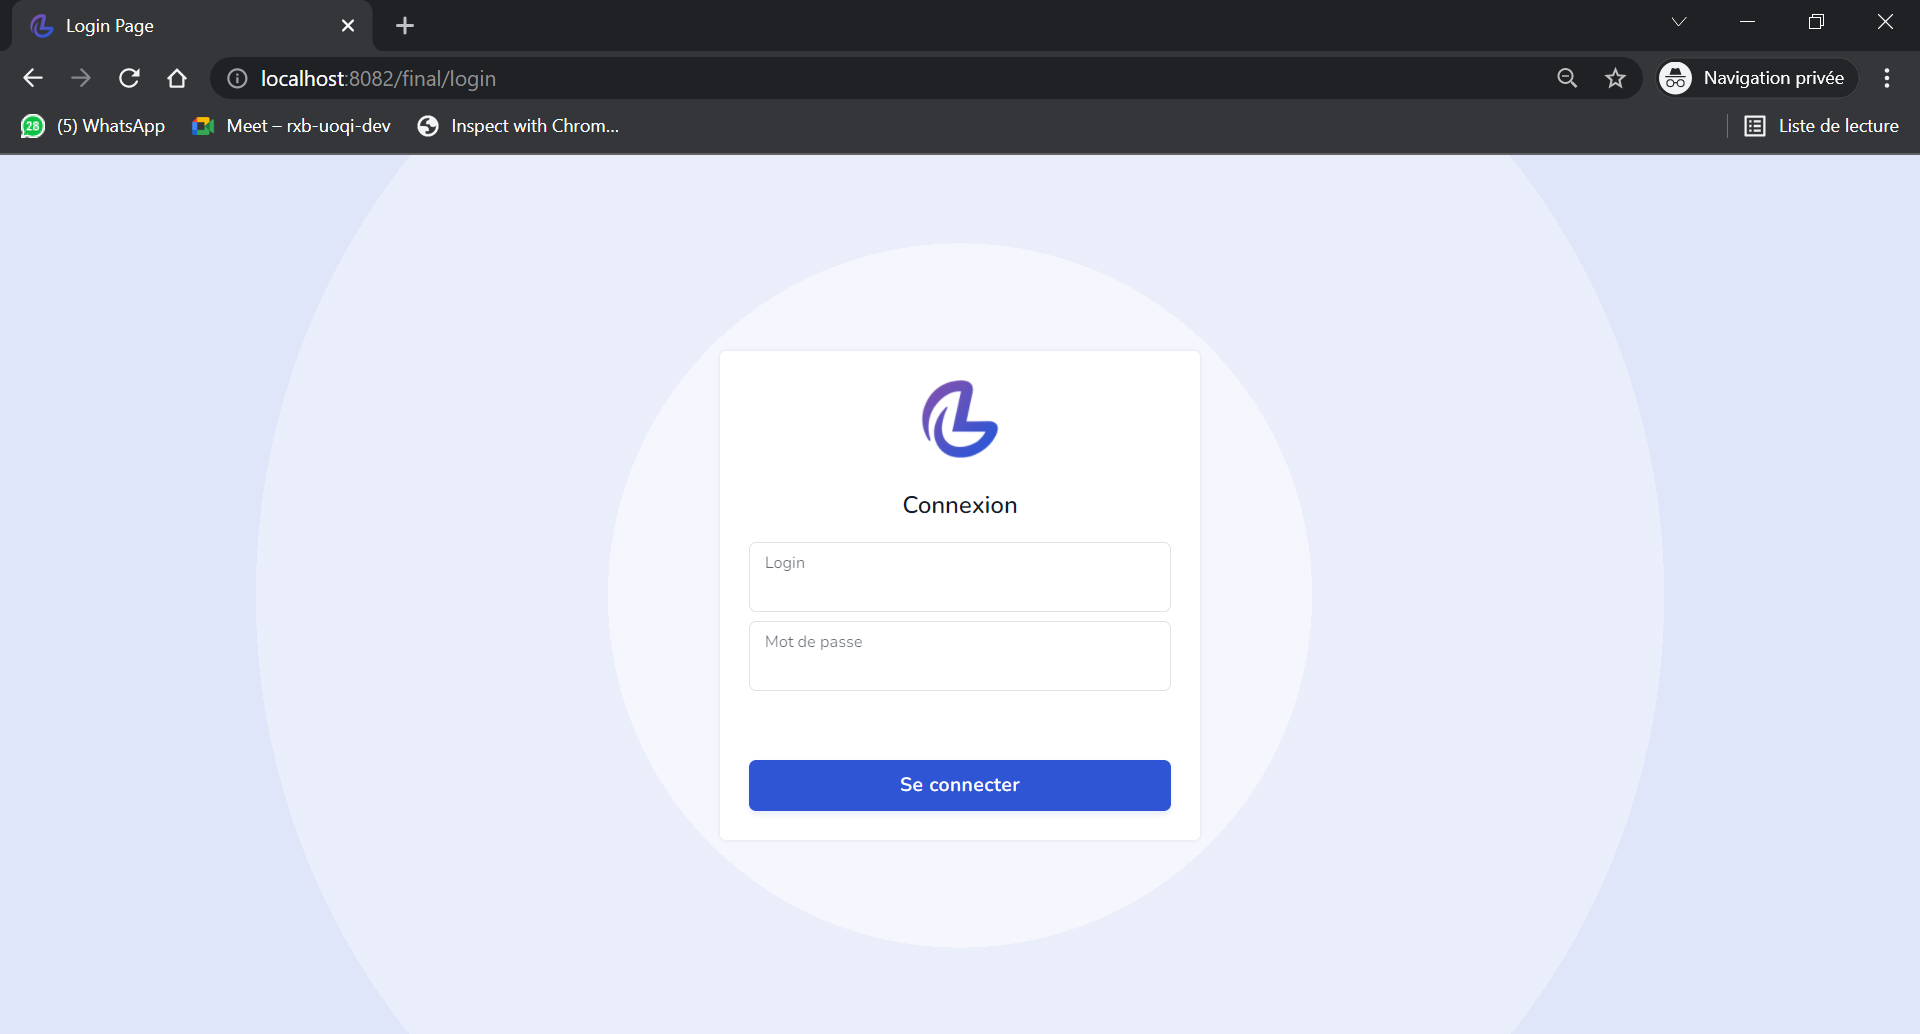 Login Page
localhost:8082/final/login
Navigation privée
28 (5) WhatsApp Meet – rxb-uoqi-dev Inspect with Chrom... Liste de lecture
Connexion
Login
Mot de passe
Se connecter